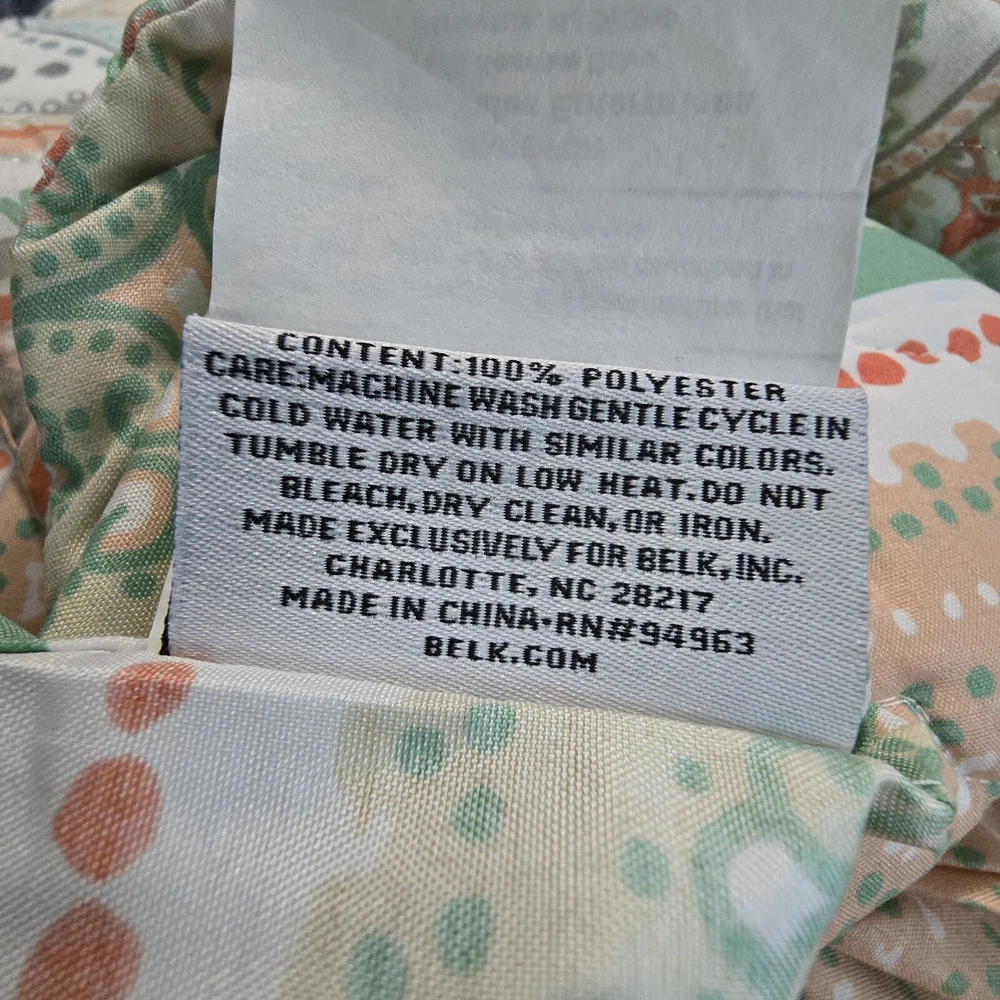 CONTENT:100% POLYESTER
CARE:MACHINE WASH GENTLE CYCLE IN
COLD WATER WITH SIMILAR COLORS.
TUMBLE DRY ON LOW HEAT.DO NOT
BLEACH,DRY CLEAN,OR IRON.
MADE EXCLUSIVELY FOR BELK,INC.
CHARLOTTE, NC 28217
MADE IN CHINA•RN#94963
BELK.COM